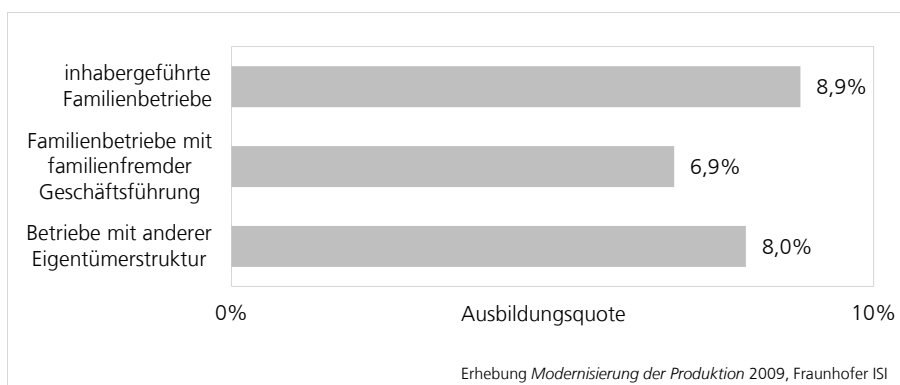 inhabergeführte
Familienbetriebe
8,9%
Familienbetriebe mit
familienfremder
Geschäftsführung
6,9%
Betriebe mit anderer
Eigentümerstruktur
8,0%
0%
Ausbildungsquote
10%
Erhebung Modernisierung der Produktion 2009, Fraunhofer ISI